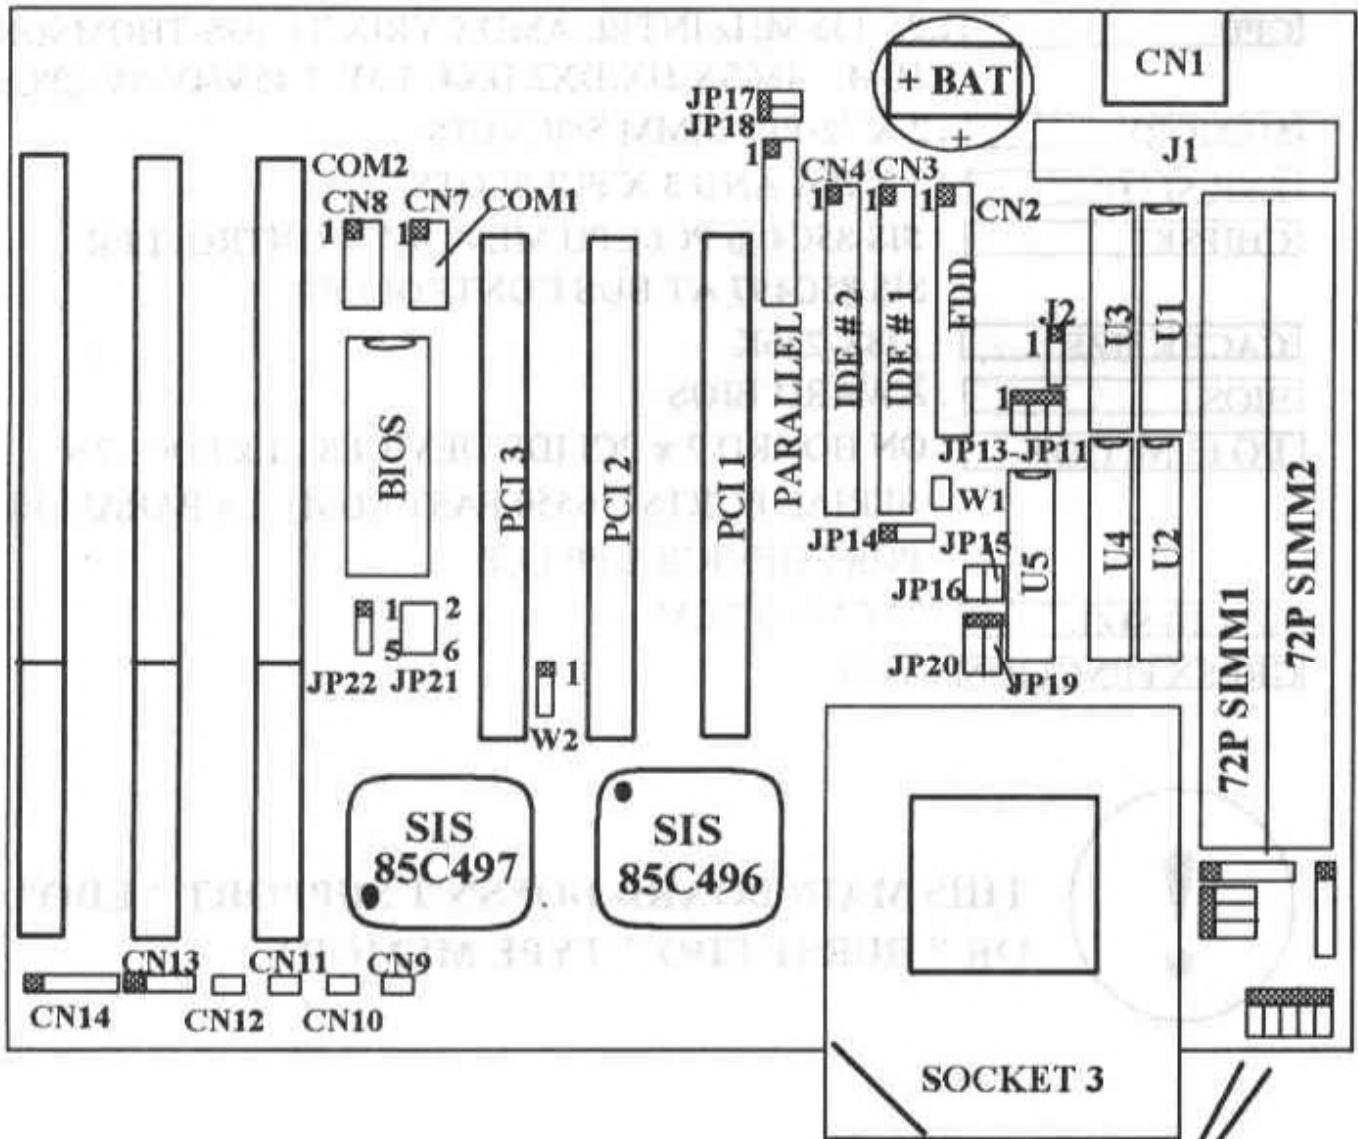 CN1
+ BAT
+
J1
JP17
JP18
1
CN4
CN3
1
1
1
CN2
COM2
CN8
CN7
COM1
1
1
BIOS
PCI 3
PCI 2
PCI 1
PARALLEL
IDE # 2
IDE # 1
FDD
J2
1
1
U3
U1
JP13-JP11
W1
JP14
JP15
JP16
U5
U4
U2
JP20
JP19
72P SIMM1
72P SIMM2
1
5
JP22
2
6
JP21
1
W2
SIS
85C497
SIS
85C496
CN14
CN13
CN12
CN11
CN10
CN9
SOCKET 3